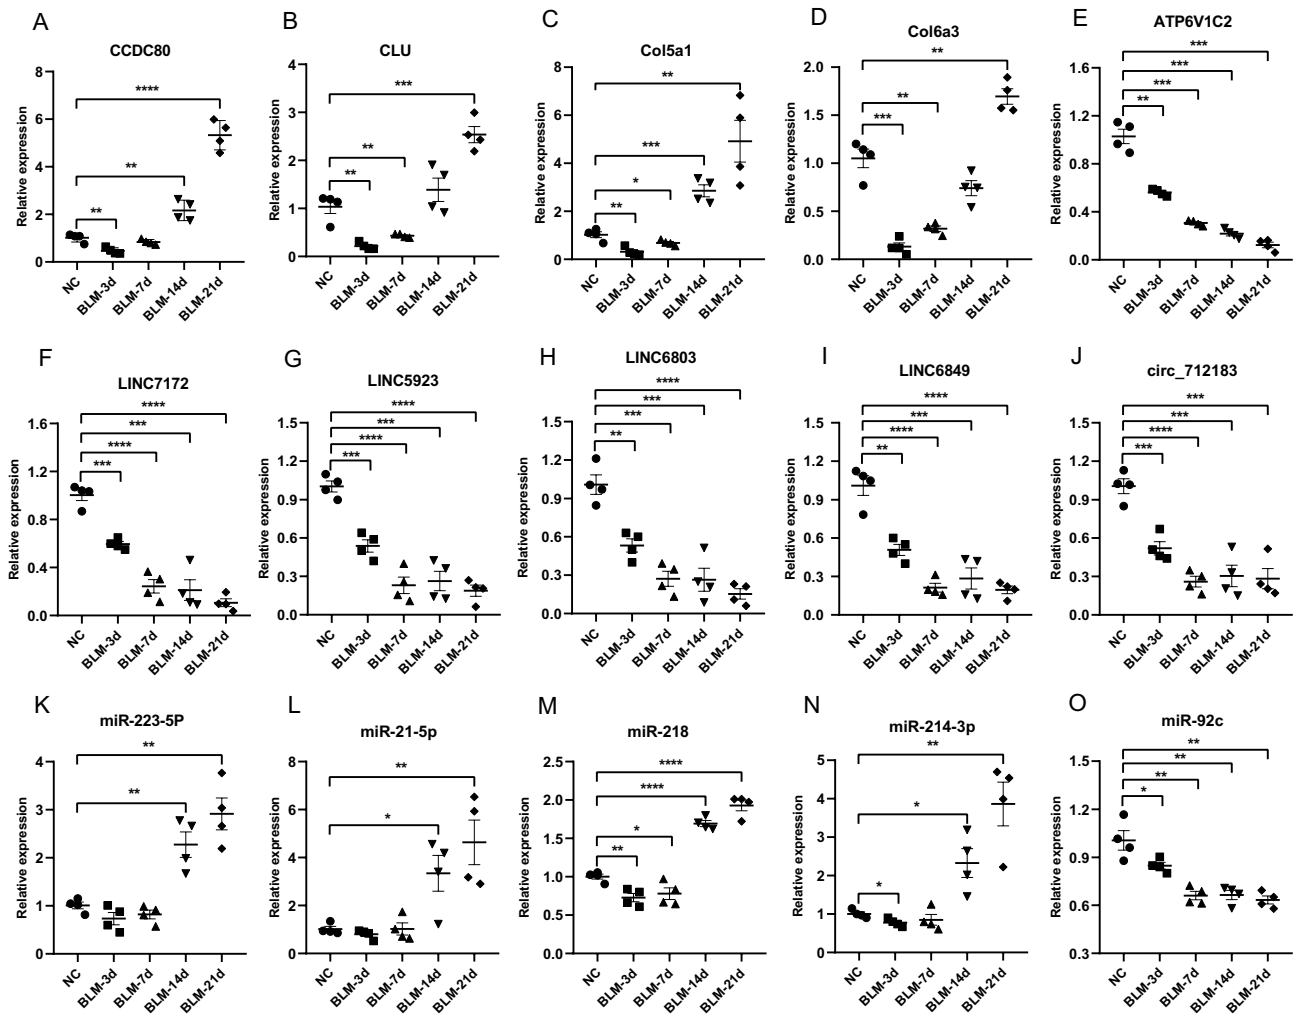 A
CCDC80
Relative expression
8
6
4
2
0
****
**
**
NC
BLM-3d
BLM-7d
BLM-14d
BLM-21d
B
CLU
Relative expression
4
3
2
1
0
***
**
**
NC
BLM-3d
BLM-7d
BLM-14d
BLM-21d
C
Col5a1
Relative expression
8
6
4
2
0
**
***
*
**
NC
BLM-3d
BLM-7d
BLM-14d
BLM-21d
D
Col6a3
Relative expression
2.0
1.5
1.0
0.5
0.0
**
**
***
NC
BLM-3d
BLM-7d
BLM-14d
BLM-21d
E
ATP6V1C2
Relative expression
1.6
1.2
0.8
0.4
0.0
***
***
***
**
NC
BLM-3d
BLM-7d
BLM-14d
BLM-21d
F
LINC7172
Relative expression
1.6
1.2
0.8
0.4
0.0
****
***
****
***
NC
BLM-3d
BLM-7d
BLM-14d
BLM-21d
G
LINC5923
Relative expression
1.5
1.2
0.9
0.6
0.3
0.0
****
***
****
***
NC
BLM-3d
BLM-7d
BLM-14d
BLM-21d
H
LINC6803
Relative expression
1.5
1.2
0.9
0.6
0.3
0.0
****
***
***
**
NC
BLM-3d
BLM-7d
BLM-14d
BLM-21d
I
LINC6849
Relative expression
1.5
1.2
0.9
0.6
0.3
0.0
****
***
****
**
NC
BLM-3d
BLM-7d
BLM-14d
BLM-21d
J
circ_712183
Relative expression
1.5
1.2
0.9
0.6
0.3
0.0
***
***
****
***
NC
BLM-3d
BLM-7d
BLM-14d
BLM-21d
K
miR-223-5P
Relative expression
4
3
2
1
0
**
**
NC
BLM-3d
BLM-7d
BLM-14d
BLM-21d
L
miR-21-5p
Relative expression
8
6
4
2
0
**
*
NC
BLM-3d
BLM-7d
BLM-14d
BLM-21d
M
miR-218
Relative expression
2.5
2.0
1.5
1.0
0.5
0.0
****
****
*
**
NC
BLM-3d
BLM-7d
BLM-14d
BLM-21d
N
miR-214-3p
Relative expression
5
4
3
2
1
0
**
*
*
NC
BLM-3d
BLM-7d
BLM-14d
BLM-21d
O
miR-92c
Relative expression
1.5
1.2
0.9
0.6
0.3
**
**
**
*
NC
BLM-3d
BLM-7d
BLM-14d
BLM-21d